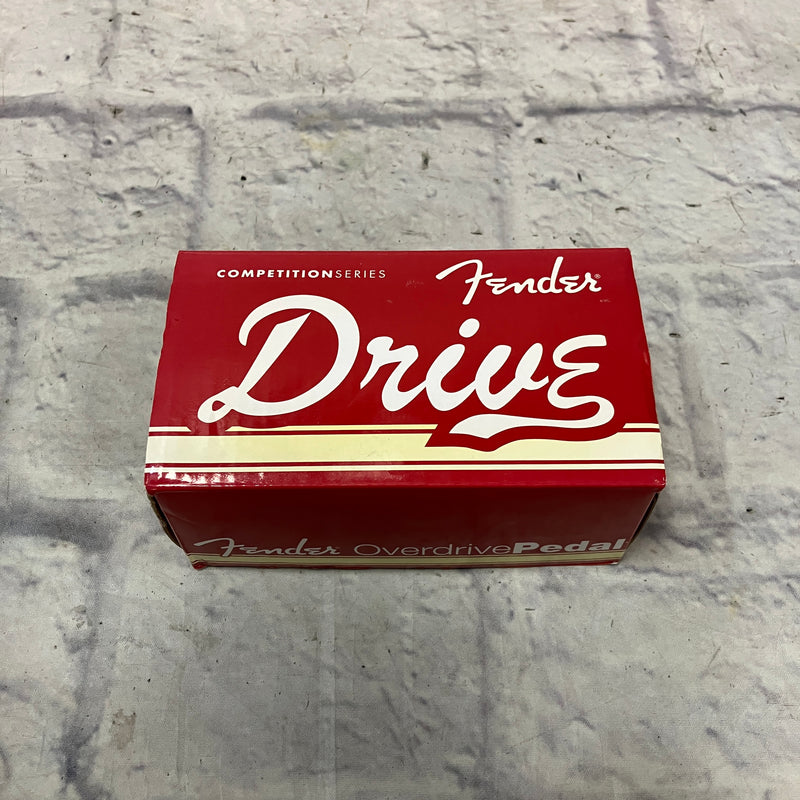 COMPETITIONSERIES
Fender®
Drive
Fender OverdrivePedal